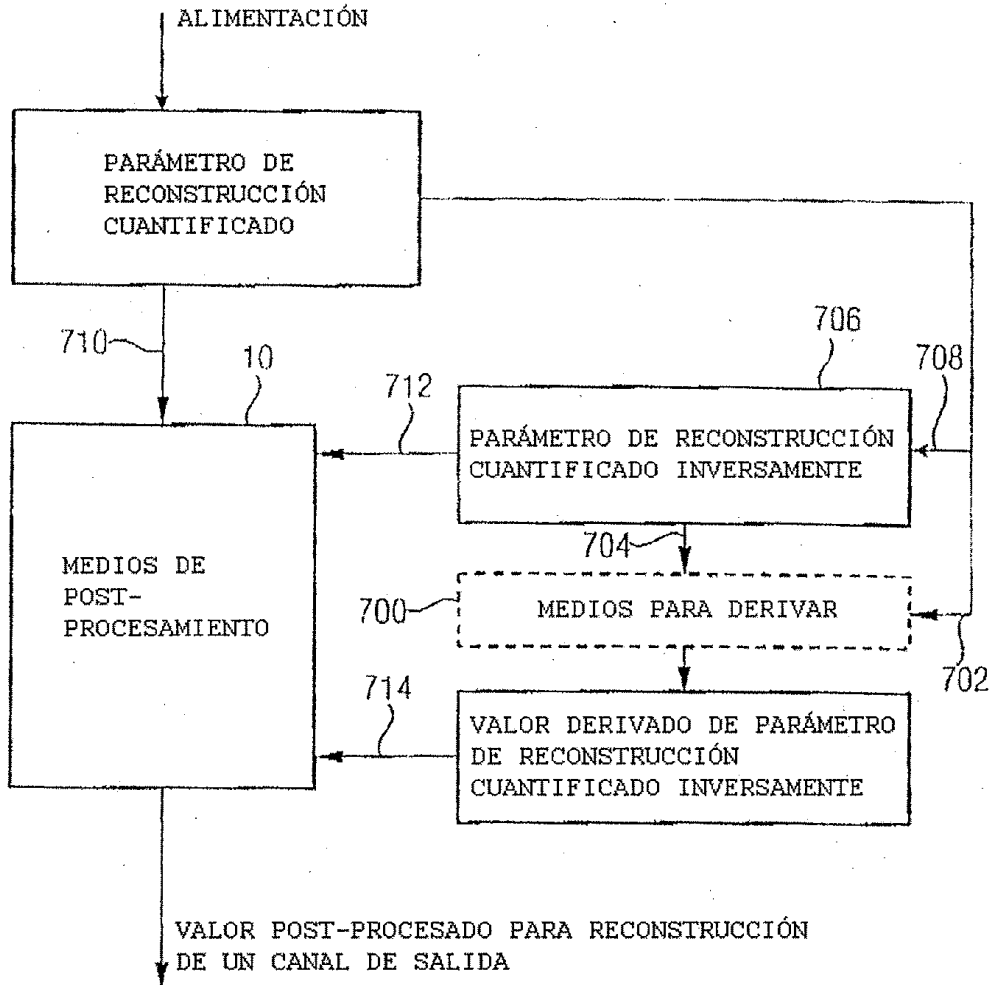 ALIMENTACIÓN
PARÁMETRO DE
RECONSTRUCCIÓN
CUANTIFICADO
710
10
712
706
708
PARÁMETRO DE RECONSTRUCCIÓN
CUANTIFICADO INVERSAMENTE
704
MEDIOS DE
POST-
PROCESAMIENTO
700
MEDIOS PARA DERIVAR
702
714
VALOR DERIVADO DE PARÁMETRO
DE RECONSTRUCCIÓN
CUANTIFICADO INVERSAMENTE
VALOR POST-PROCESADO PARA RECONSTRUCCIÓN
DE UN CANAL DE SALIDA